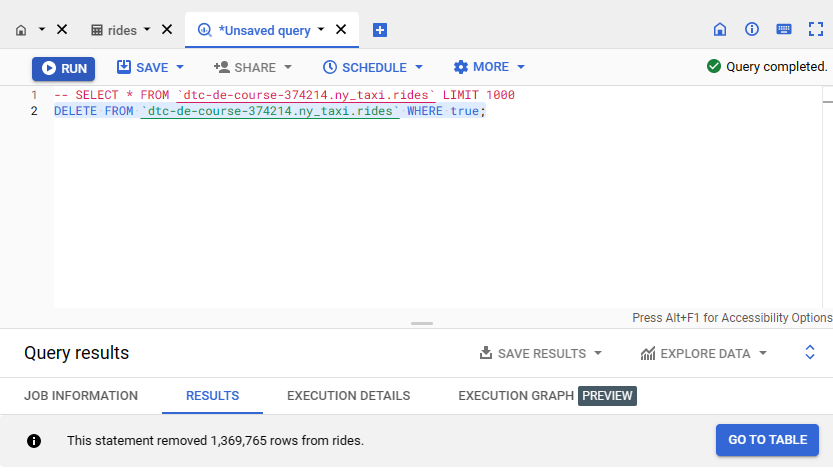 rides
*Unsaved query
RUN
SAVE
SHARE
SCHEDULE
MORE
Query completed.
1 -- SELECT * FROM `dtc-de-course-374214.ny_taxi.rides` LIMIT 1000
2 DELETE FROM `dtc-de-course-374214.ny_taxi.rides` WHERE true;
Press Alt+F1 for Accessibility Options
Query results
SAVE RESULTS
EXPLORE DATA
JOB INFORMATION
RESULTS
EXECUTION DETAILS
EXECUTION GRAPH PREVIEW
This statement removed 1,369,765 rows from rides.
GO TO TABLE